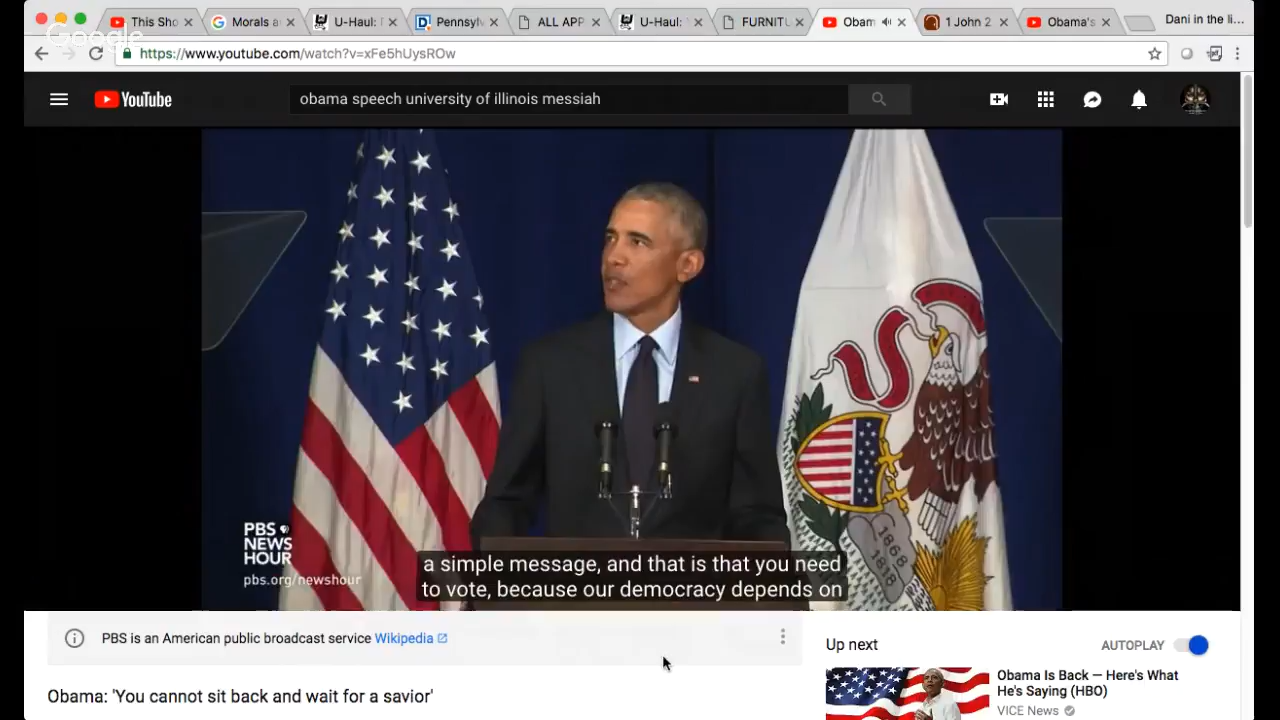 This Sho
Morals a
U-Haul:
Pennsylv
ALL APP
U-Haul:
FURNITU
Obam
1 John 2
Obama's
Dani in the li...
Google
https://www.youtube.com/watch?v=xFe5hUysROw
YouTube
obama speech university of illinois messiah
1868
1818
PBS
NEWS
HOUR
pbs.org/newshour
a simple message, and that is that you need
to vote, because our democracy depends on
PBS is an American public broadcast service Wikipedia
Up next
AUTOPLAY
Obama: 'You cannot sit back and wait for a savior'
Obama Is Back — Here's What
He's Saying (HBO)
VICE News